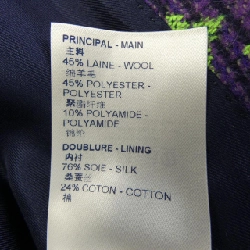 PRINCIPAL - MAIN
主料
45% LAINE - WOOL
绵羊毛
45% POLYESTER -
POLYESTER
聚酯纤维
10% POLYAMIDE -
POLYAMIDE
锦纶
DOUBLURE - LINING
内衬
76% SOIE - SILK
桑蚕丝
24% COTON - COTTON
棉